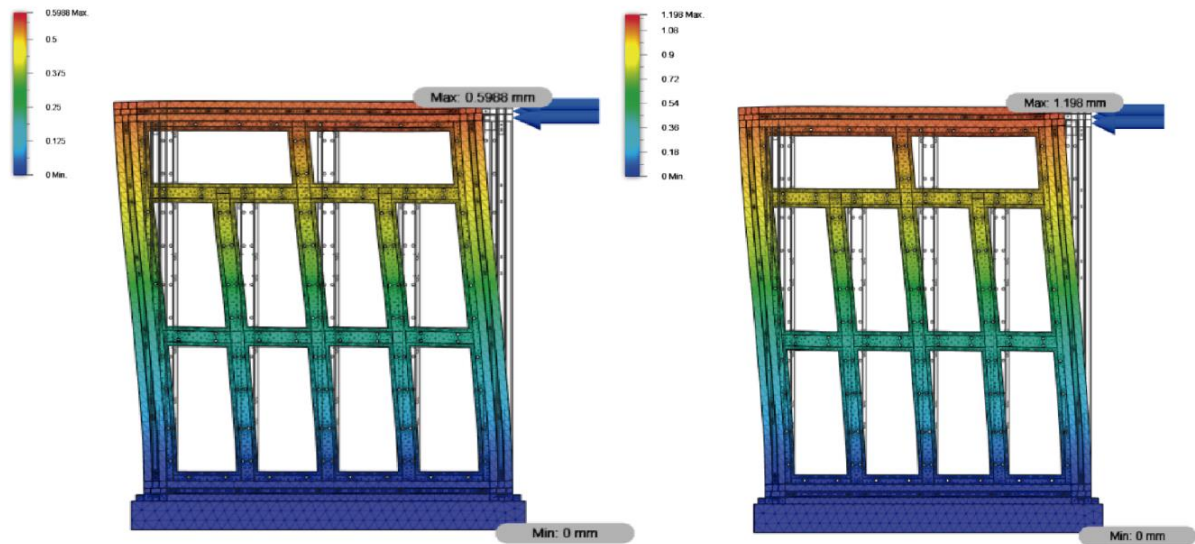 0.5988 Max.
0.5
0.375
0.25
0.125
0 Min.
Max: 0.5988 mm
Min: 0 mm
1.198 Max.
1.08
0.9
0.72
0.54
0.36
0.18
0 Min.
Max: 1.198 mm
Min: 0 mm